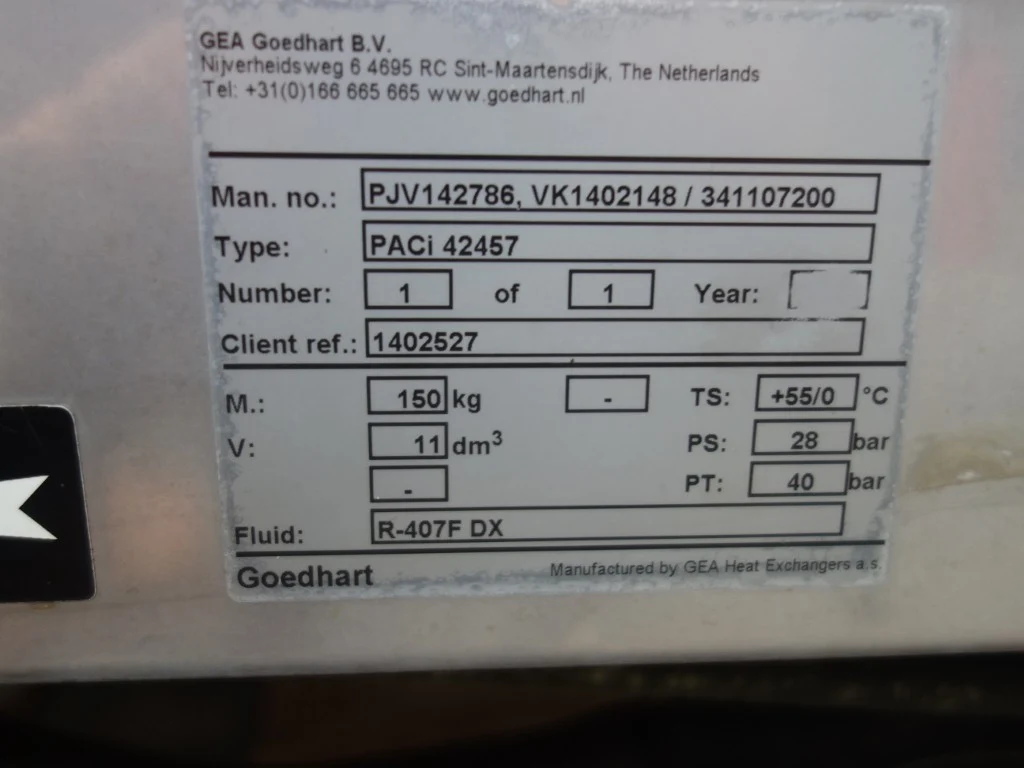 GEA Goedhart B.V.
Nijverheidsweg 6 4695 RC Sint-Maartensdijk, The Netherlands
Tel: +31(0)166 665 665 www.goedhart.nl
Man. no.: PJV142786, VK1402148 / 341107200
Type: PACi 42457
Number: 1 of 1 Year:
Client ref.: 1402527
M.: 150 kg - TS: +55/0 °C
V: 11 dm³ PS: 28 bar
- PT: 40 bar
Fluid: R-407F DX
Goedhart Manufactured by GEA Heat Exchangers a.s.